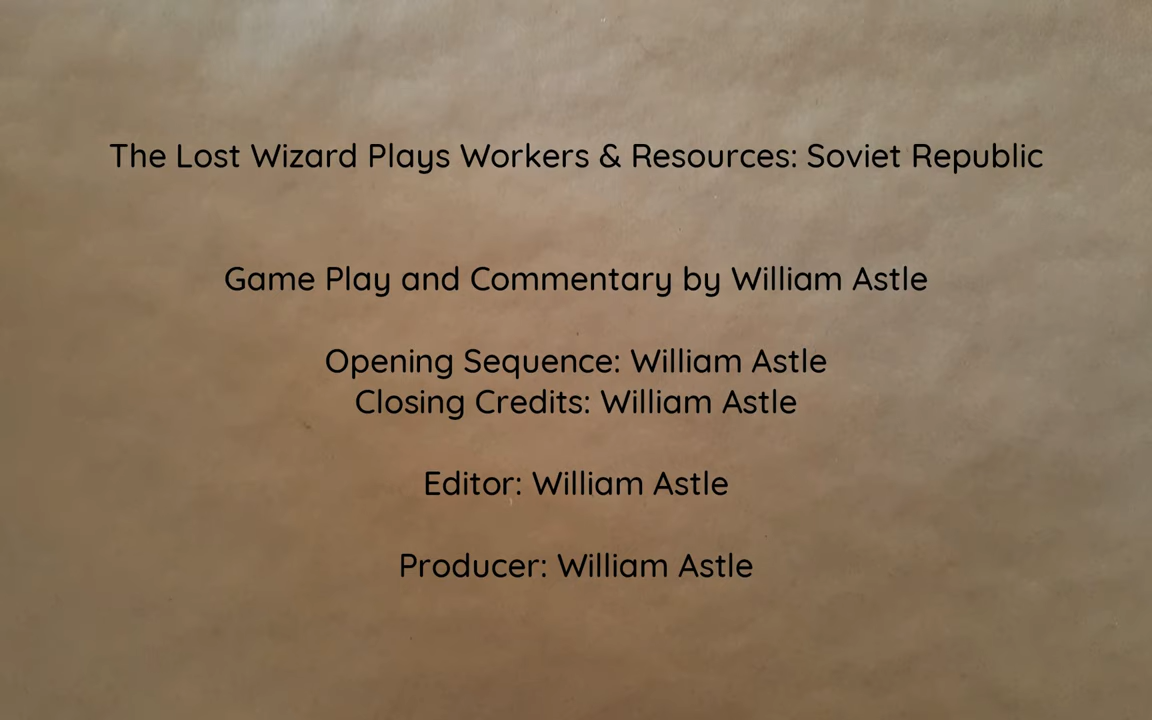 The Lost Wizard Plays Workers & Resources: Soviet Republic
Game Play and Commentary by William Astle
Opening Sequence: William Astle
Closing Credits: William Astle
Editor: William Astle
Producer: William Astle